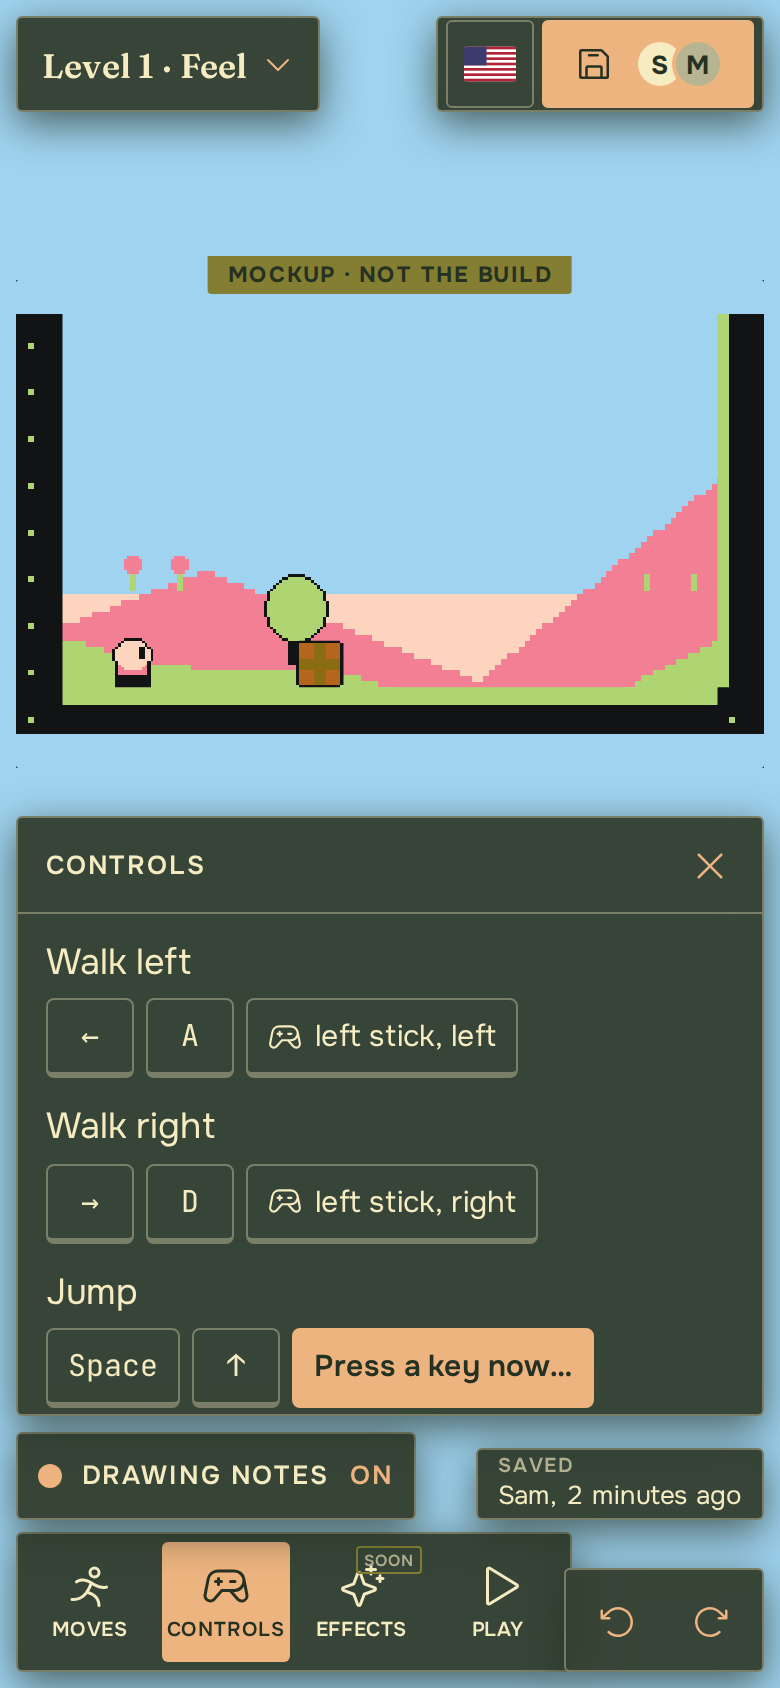 Level 1 · Feel
S M
MOCKUP · NOT THE BUILD
CONTROLS
Walk left
← A left stick, left
Walk right
→ D left stick, right
Jump
Space ↑ Press a key now...
DRAWING NOTES ON
SAVED
Sam, 2 minutes ago
SOON
MOVES CONTROLS EFFECTS PLAY